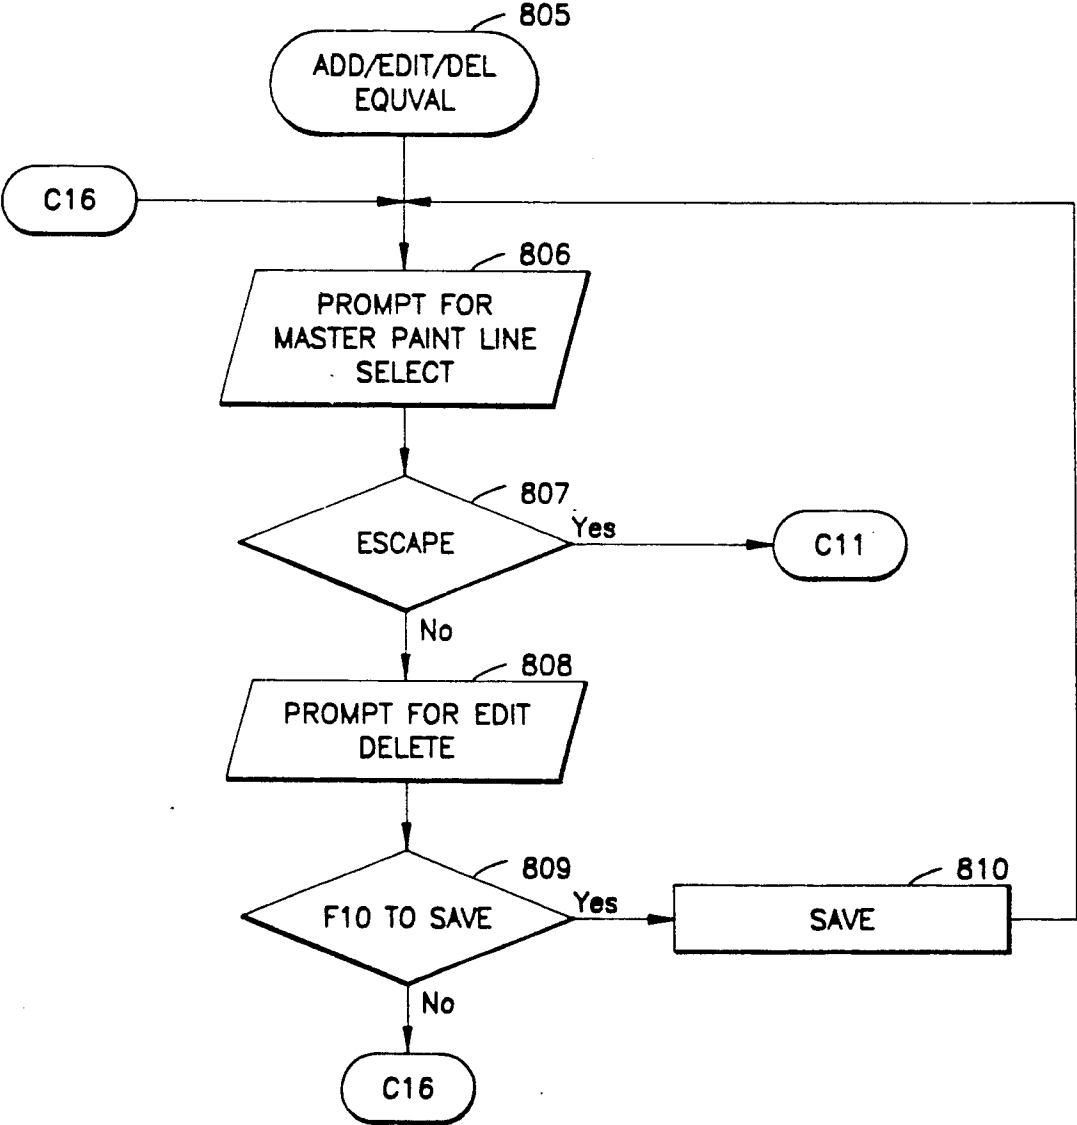 805
ADD/EDIT/DEL
EQUVAL
C16
806
PROMPT FOR
MASTER PAINT LINE
SELECT
807
ESCAPE
Yes
C11
No
808
PROMPT FOR EDIT
DELETE
809
F10 TO SAVE
Yes
810
SAVE
No
C16